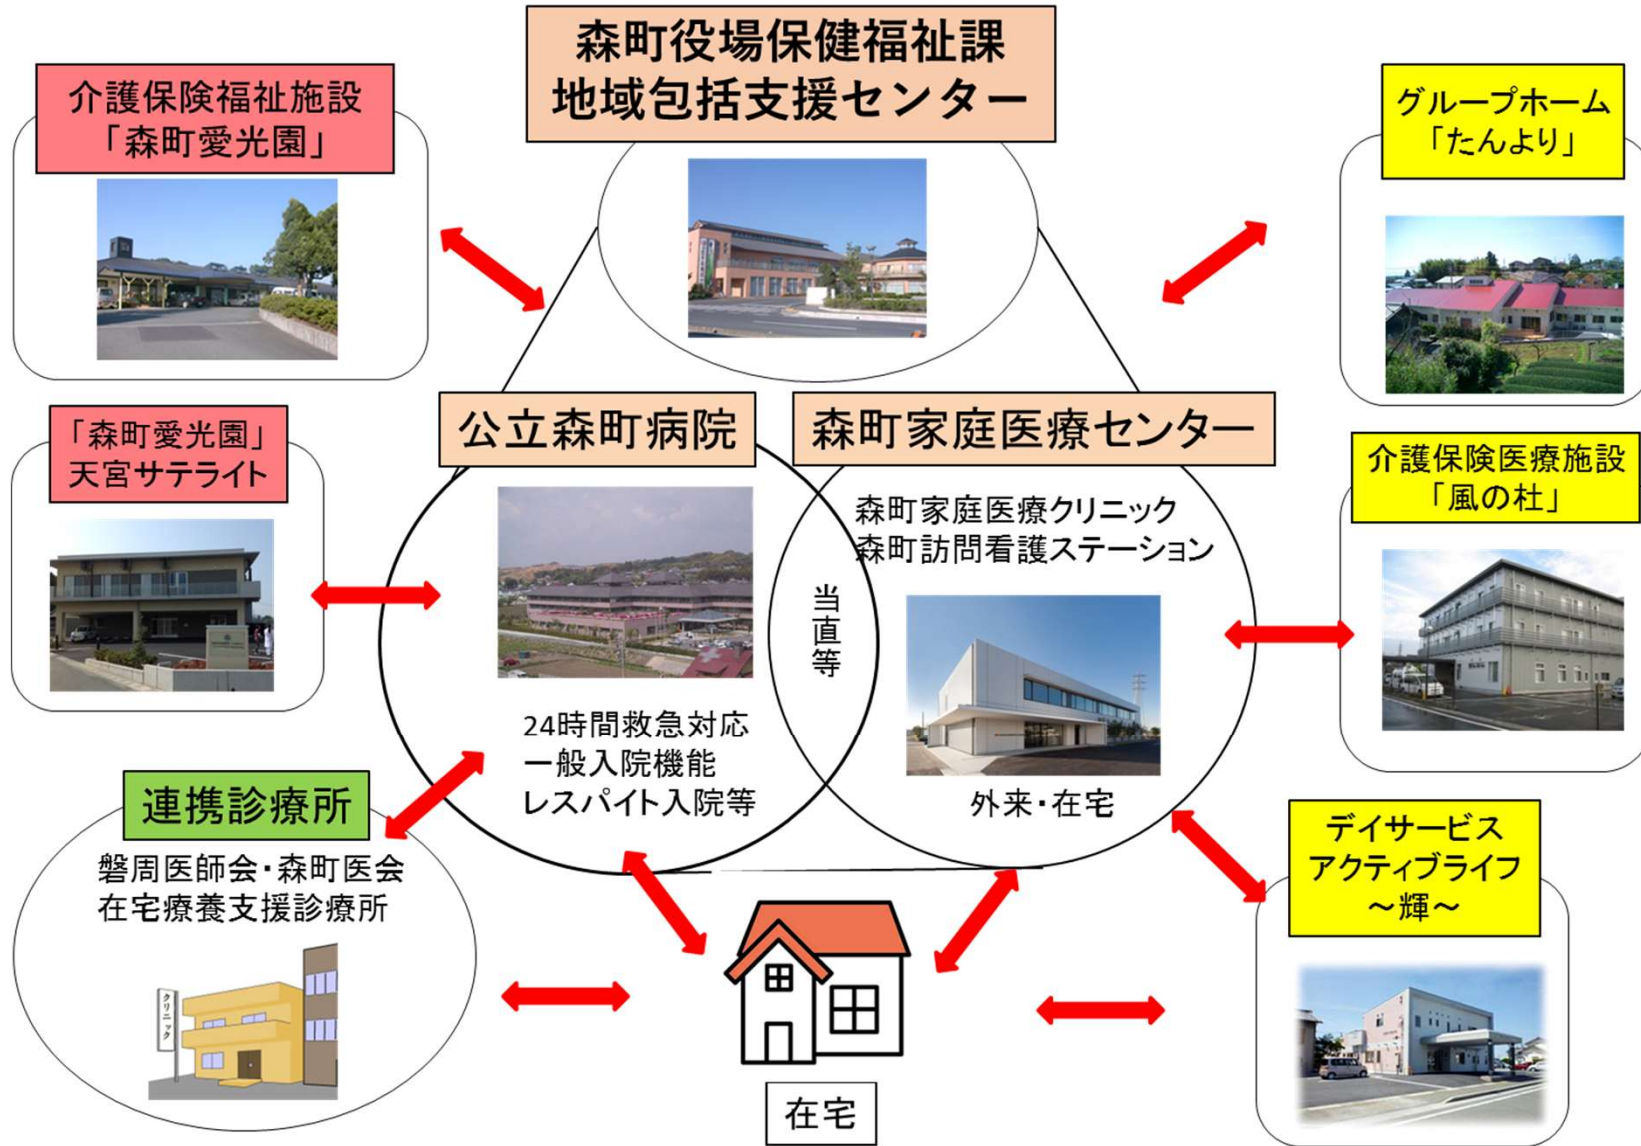 森町役場保健福祉課
地域包括支援センター
介護保険福祉施設
「森町愛光園」
グループホーム
「たんより」
「森町愛光園」
天宮サテライト
公立森町病院
24時間救急対応
一般入院機能
レスパイト入院等
当直等
森町家庭医療センター
森町家庭医療クリニック
森町訪問看護ステーション
外来・在宅
介護保険医療施設
「風の杜」
連携診療所
磐周医師会・森町医会
在宅療養支援診療所
クリニック
在宅
デイサービス
アクティブライフ
～輝～